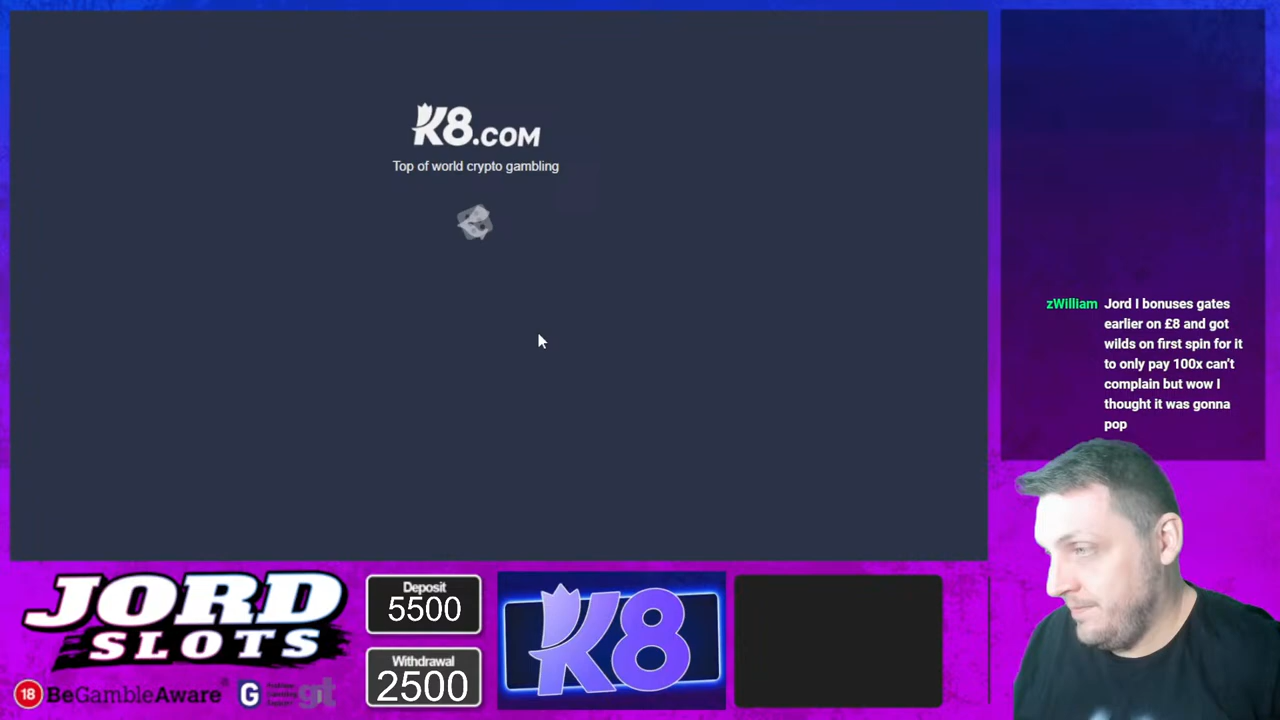 K8.COM
Top of world crypto gambling
zWilliam Jord I bonuses gates
earlier on £8 and got
wilds on first spin for it
to only pay 100x can't
complain but wow I
thought it was gonna
pop
JORD
SLOTS
Deposit
5500
Withdrawal
2500
K8
18 BeGambleAware